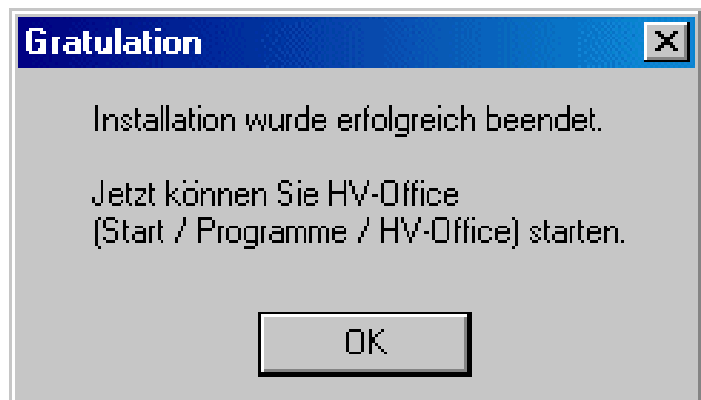 Gratulation
Installation wurde erfolgreich beendet.
Jetzt können Sie HV-Office
(Start / Programme / HV-Office) starten.
OK